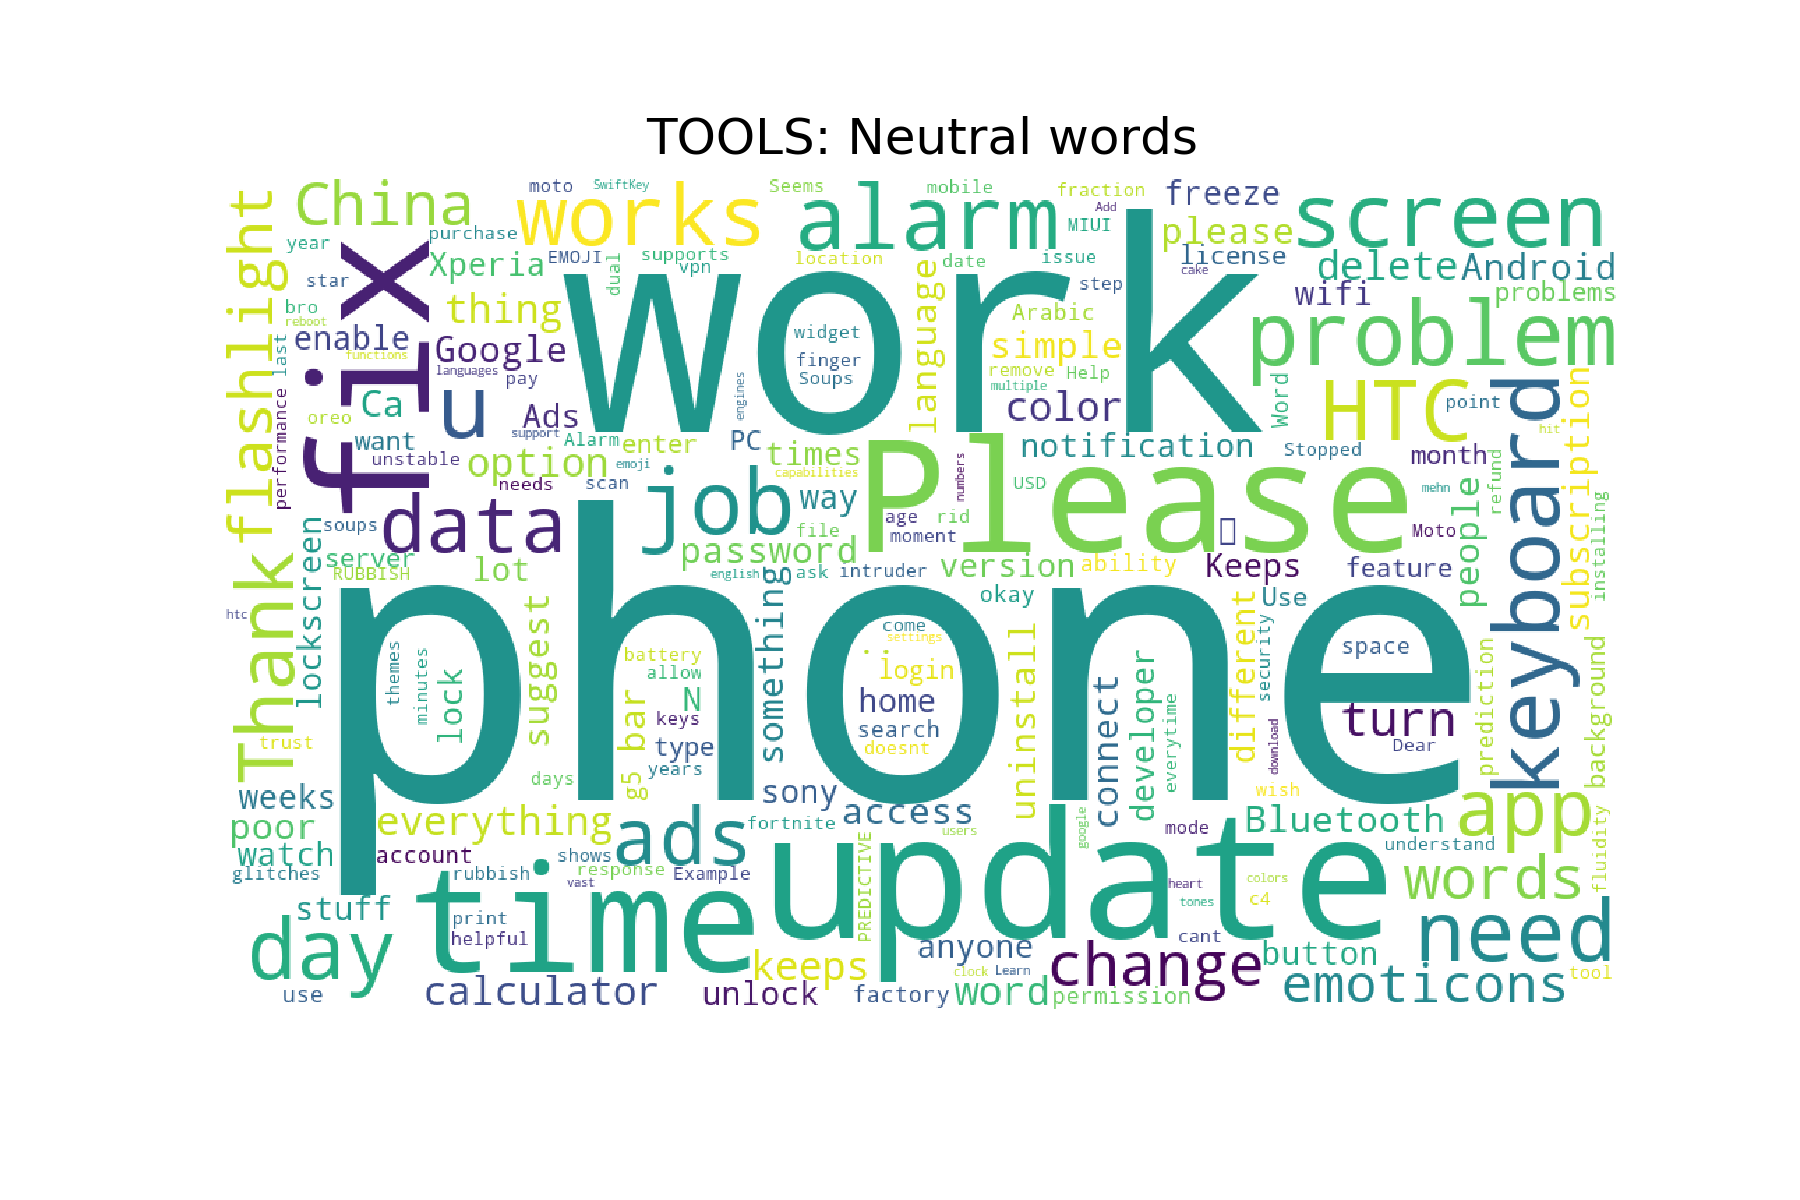 TOOLS: Neutral words
China
moto
SwiftKey
works
Seems
alarm
mobile
fraction
Add
MIUI
freeze
please
screen
flashlight
year
purchase
star
fix
Xperia
EMOJI
dual
supports
vpn
location
language
date
issue
step
license
cake
delete
Android
wifi
problems
bro
reboot
enable
functions
last
thing
Google
languages
pay
work
widget
finger
Soups
simple
Arabic
remove
Help
multiple
problem
performance
oreo
Ca
want
unstable
u
Ads
support
Alarm
engines
enter
PC
color
Word
HTC
point
hit
keyboard
subscription
option
needs
emoji
scan
times
capabilities
numbers
notification
USD
Stopped
month
mehn
refund
data
soups
server
RUBBISH
lockscreen
job
way
file
password
age
rid
moment
Please
Moto
people
installing
Thank
htc
lot
english
something
ask
intruder
version
ability
okay
Keeps
Use
feature
phone
themes
minutes
lock
suggest
battery
allow
N
keys
g5
bar
type
years
days
come
settings
..
login
home
search
doesnt
uninstall
connect
developer
everytime
different
security
download
space
turn
Dear
prediction
background
trust
weeks
poor
watch
glitches
everything
account
rubbish
shows
vast
response
ads
Example
sony
fortnite
access
users
google
mode
wish
Bluetooth
understand
app
fluidity
words
stuff
day
use
print
helpful
time
PREDICTIVE
update
heart
tones
colors
c4
need
calculator
unlock
keeps
anyone
clock
Learn
factory
word
change
cant
permission
button
emoticons
tool